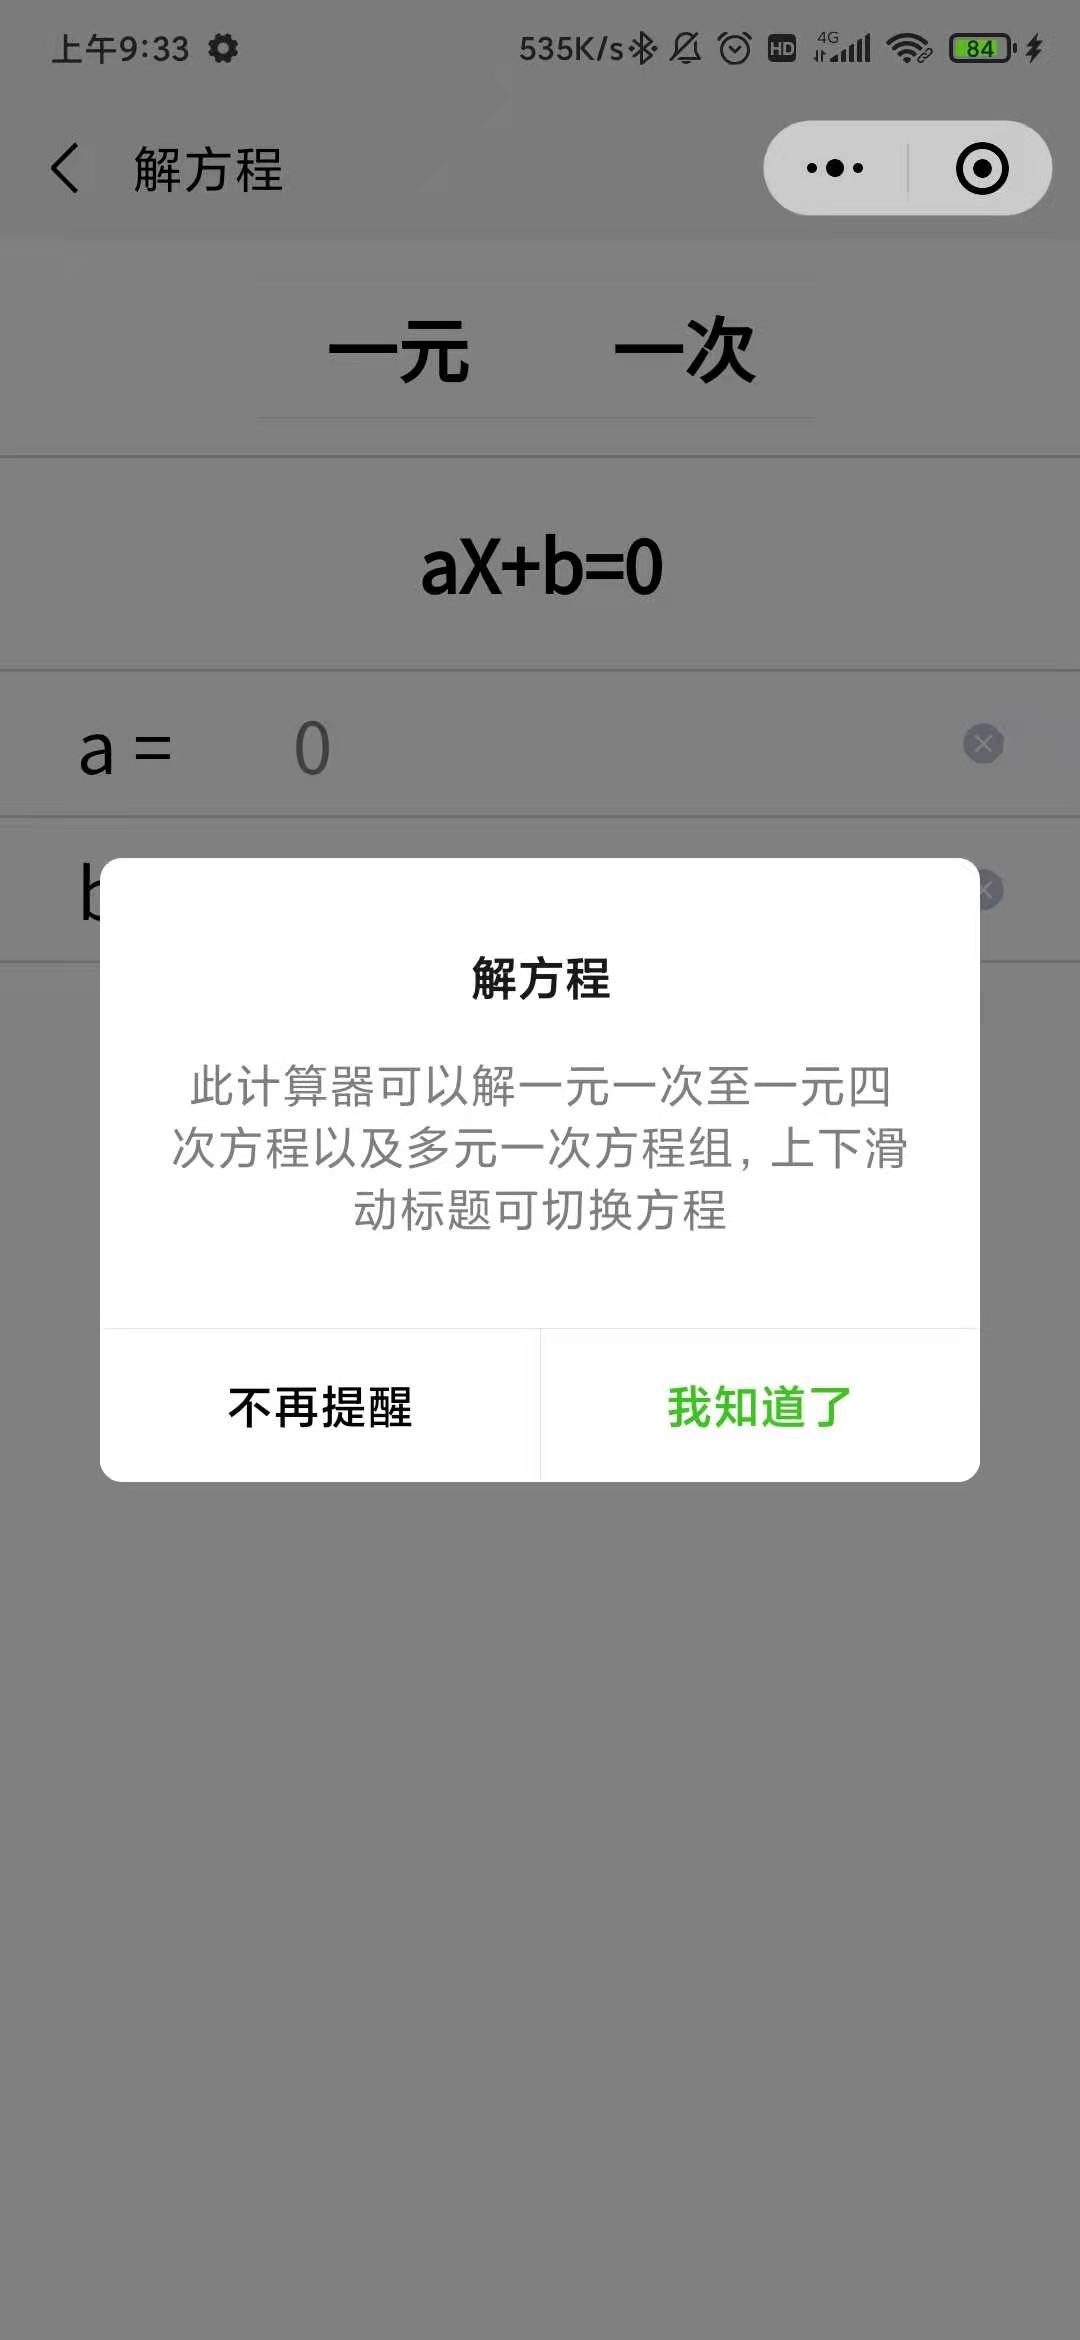 上午9:33
535K/s
HD
4G
84
解方程
一元 一次
aX+b=0
a = 0
解方程
此计算器可以解一元一次至一元四
次方程以及多元一次方程组，上下滑
动标题可切换方程
不再提醒
我知道了